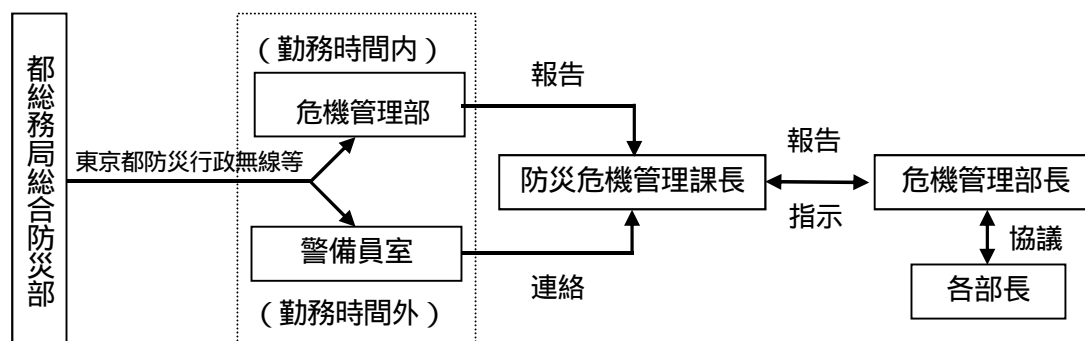 都総務局総合防災部
東京都防災行政無線等
(勤務時間内)
危機管理部
警備員室
(勤務時間外)
報告
連絡
防災危機管理課長
報告
指示
危機管理部長
協議
各部長